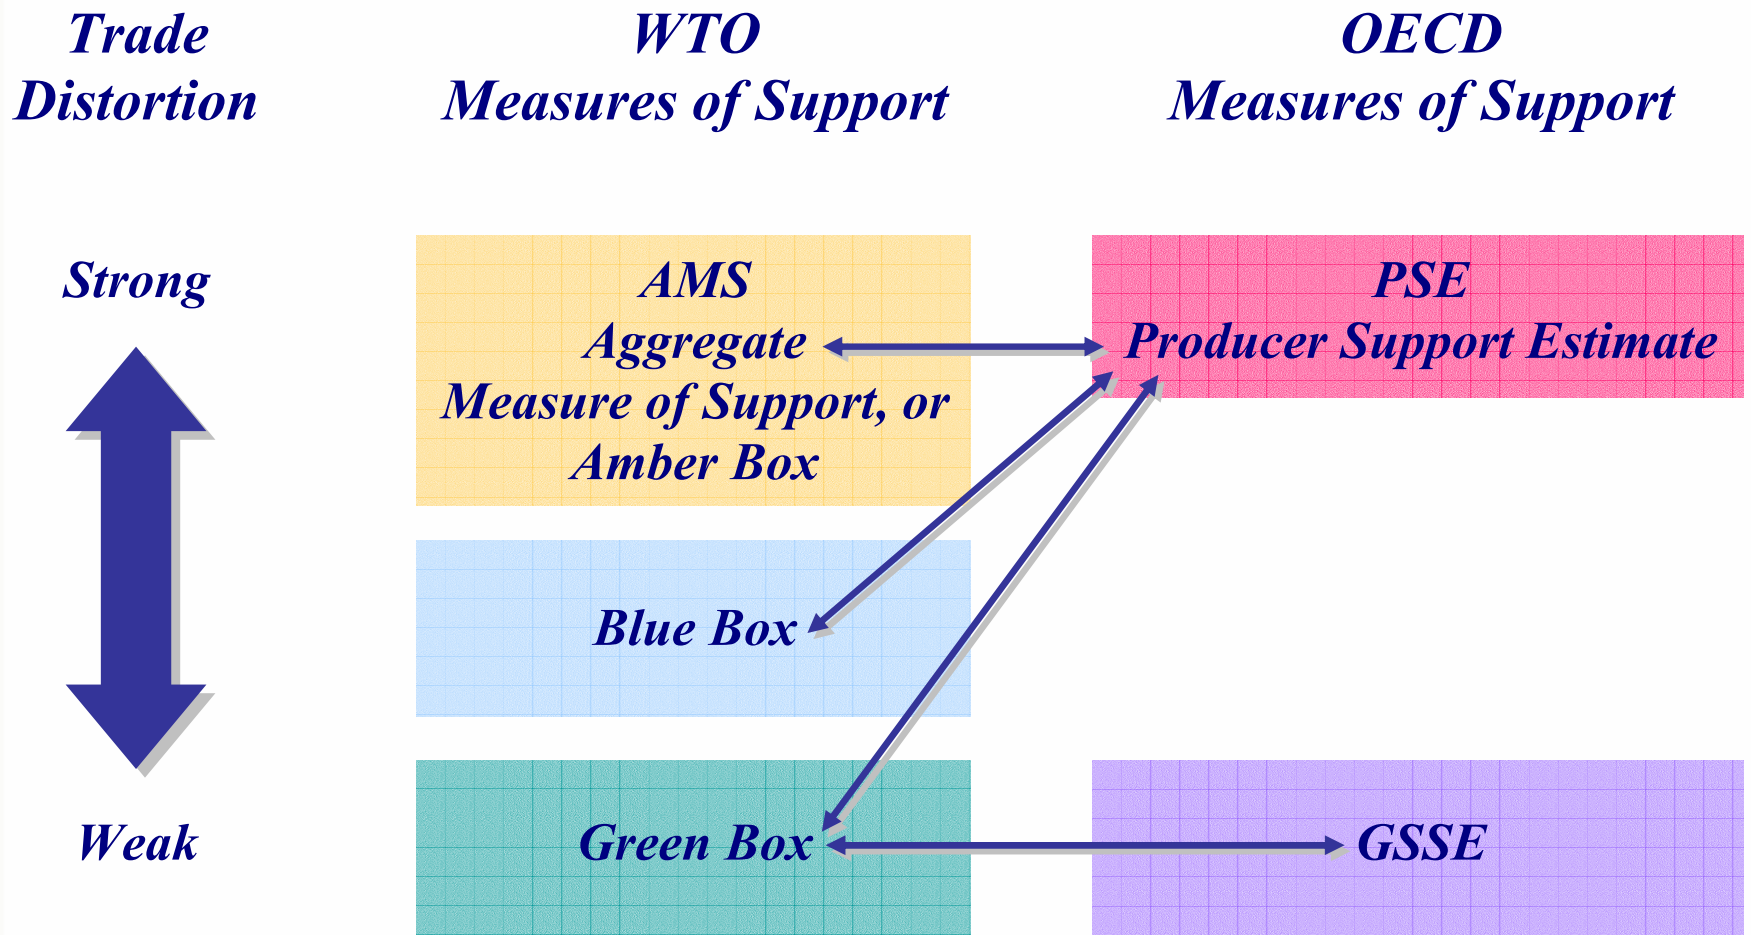 Trade
Distortion
WTO
Measures of Support
OECD
Measures of Support
Strong
AMS
Aggregate
Measure of Support, or
Amber Box
PSE
Producer Support Estimate
Blue Box
Weak
Green Box
GSSE